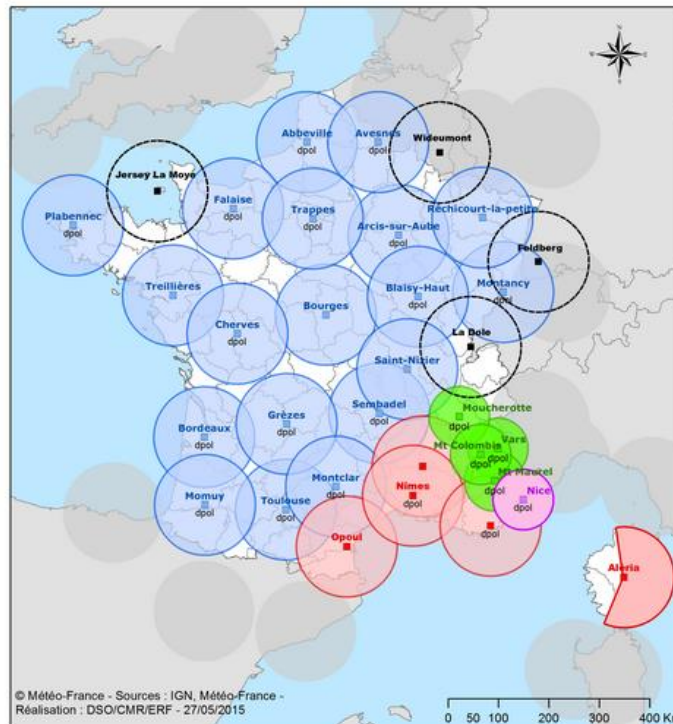 N
Abbeville
dpol
Avesnes
dpol
Wideumont
Jersey La Moye
Plabennec
dpol
Falaise
dpol
Trappes
dpol
Arcis-sur-Aube
dpol
Réchicourt-la-petite
Feldberg
Treillières
Cherves
dpol
Bourges
Blaisy-Haut
dpol
Montancy
dpol
La Dole
Saint-Nizier
Bordeaux
dpol
Grèzes
dpol
Sembadel
dpol
Moucherotte
dpol
Mt Colombis
dpol
Vars
dpol
Mt Maurel
dpol
Momuy
dpol
Toulouse
dpol
Montclar
dpol
Nîmes
dpol
Nice
dpol
dpol
Opoul
Aléria
© Météo-France - Sources : IGN, Météo-France -
Réalisation : DSO/CMR/ERF - 27/05/2015
0 50 100 200 300 400 Km